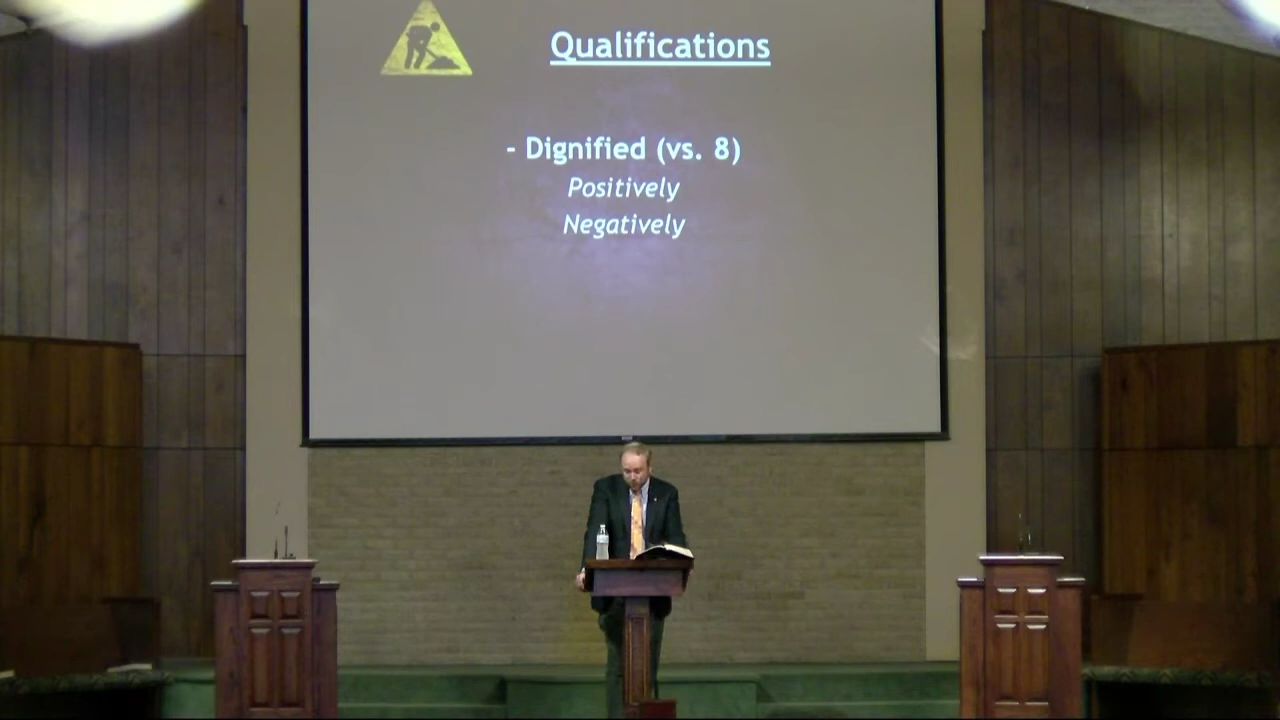 Qualifications
- Dignified (vs. 8)
Positively
Negatively